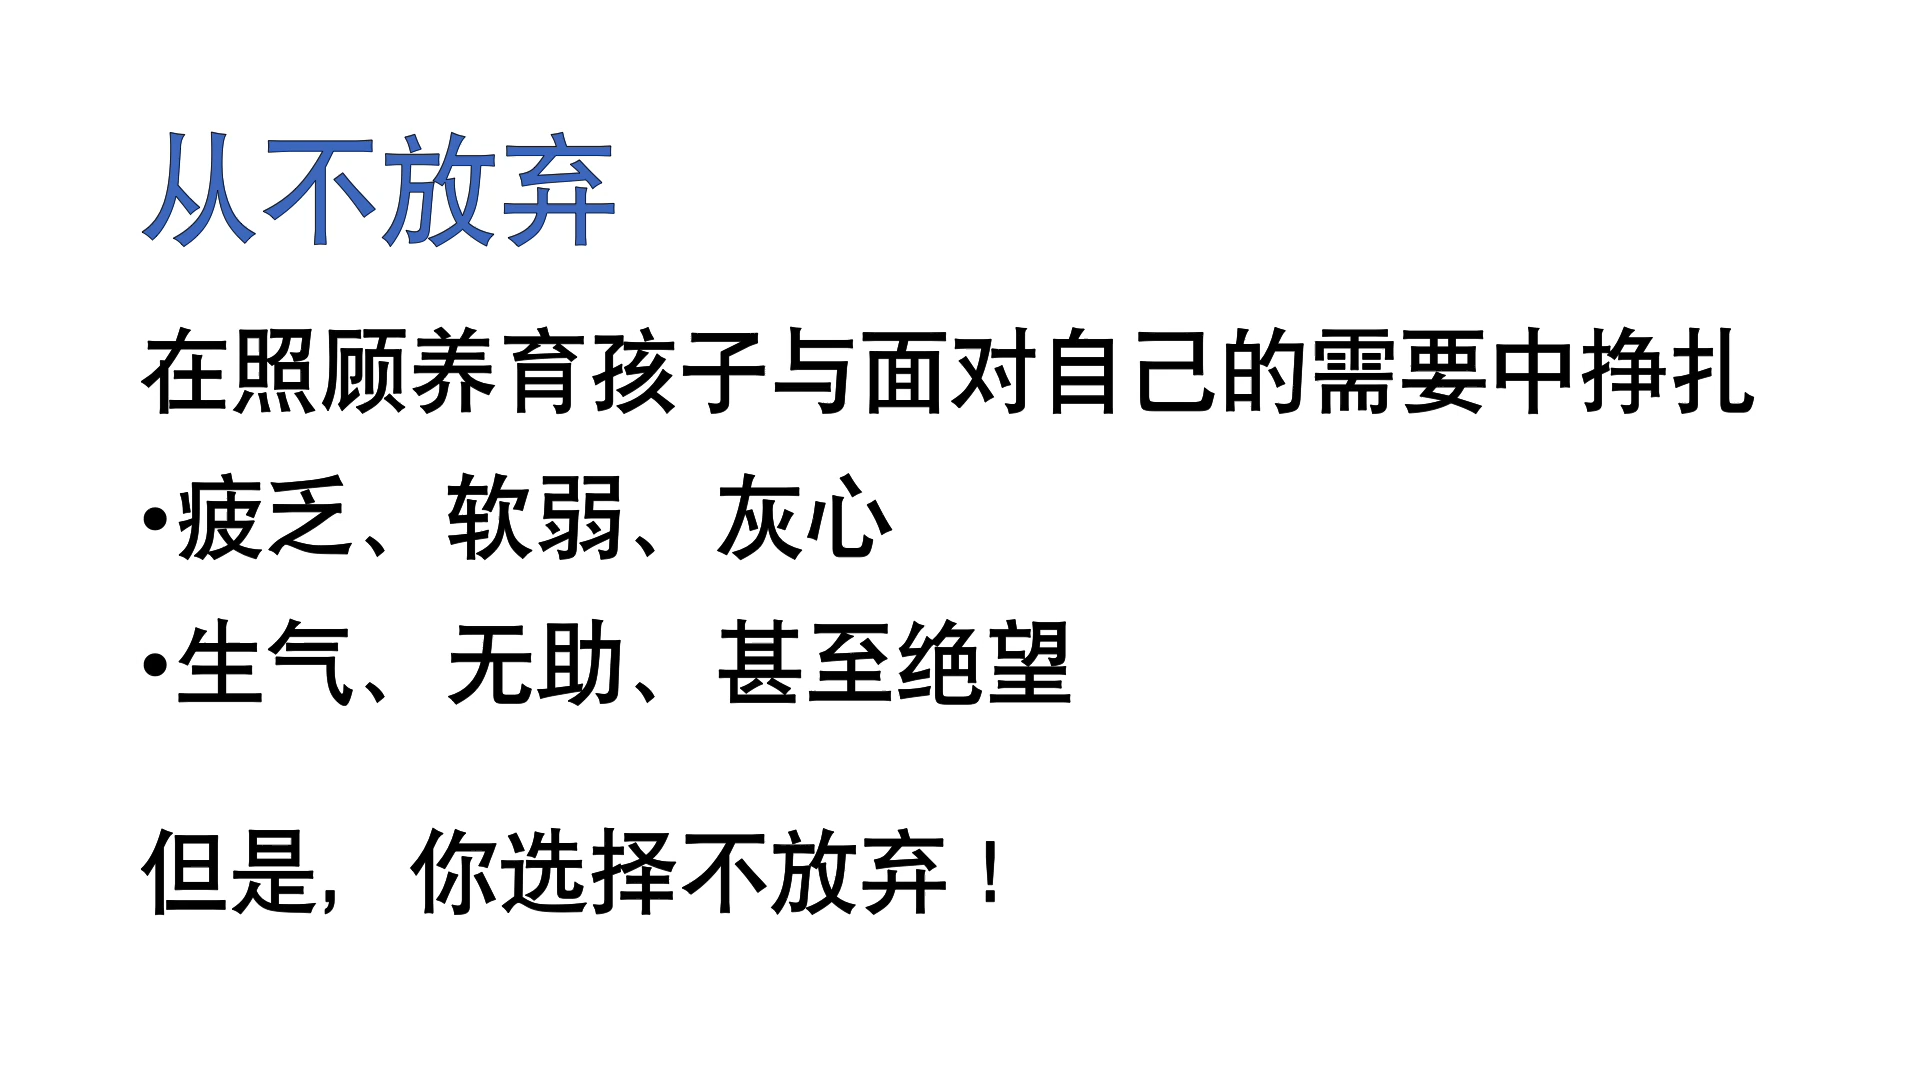 从不放弃
在照顾养育孩子与面对自己的需要中挣扎
•疲乏、软弱、灰心
•生气、无助、甚至绝望
但是，你选择不放弃！